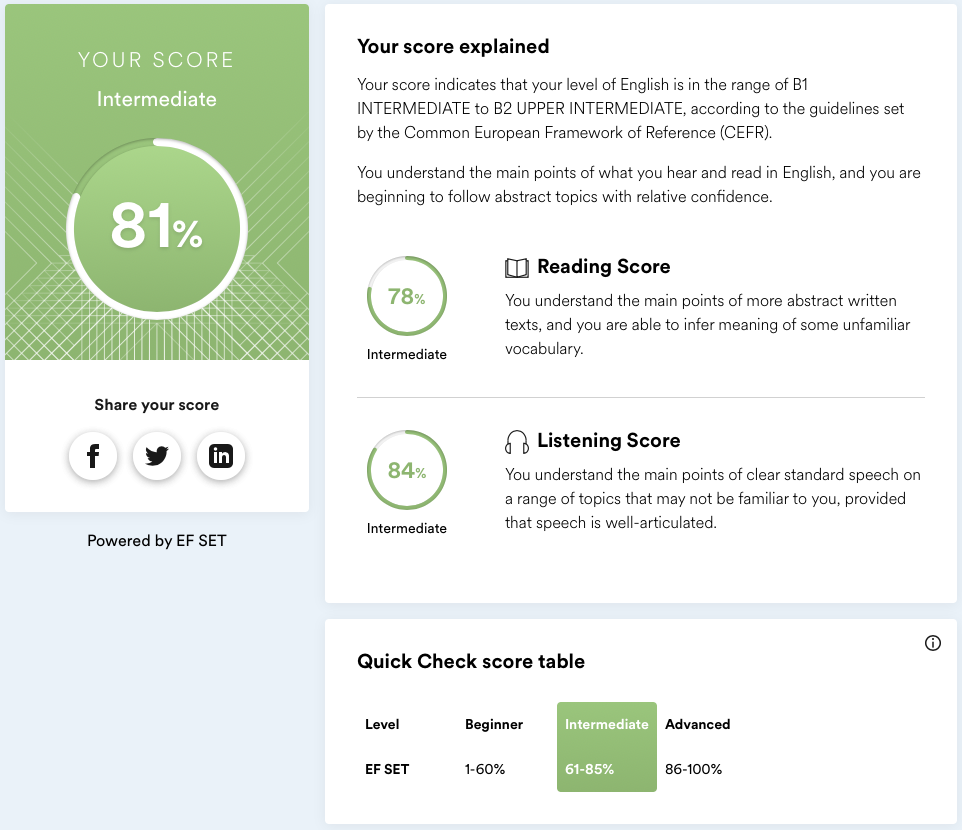 YOUR SCORE
Intermediate
81%
Share your score
Powered by EF SET
Your score explained
Your score indicates that your level of English is in the range of B1
INTERMEDIATE to B2 UPPER INTERMEDIATE, according to the guidelines set
by the Common European Framework of Reference (CEFR).
You understand the main points of what you hear and read in English, and you are
beginning to follow abstract topics with relative confidence.
78%
Intermediate
Reading Score
You understand the main points of more abstract written
texts, and you are able to infer meaning of some unfamiliar
vocabulary.
84%
Intermediate
Listening Score
You understand the main points of clear standard speech on
a range of topics that may not be familiar to you, provided
that speech is well-articulated.
Quick Check score table
Level Beginner Intermediate Advanced
EF SET 1-60% 61-85% 86-100%